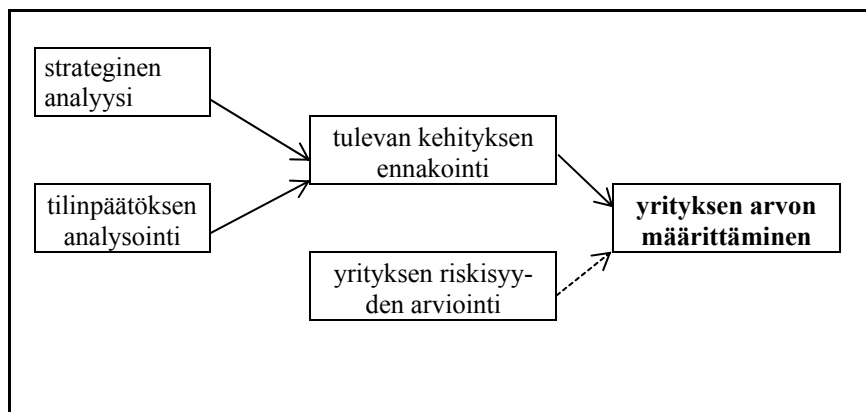 strateginen
analyysi
tilinpäätöksen
analysointi
tulevan kehityksen
ennakointi
yrityksen riskisyy-
den arviointi
yrityksen arvon
määrittäminen